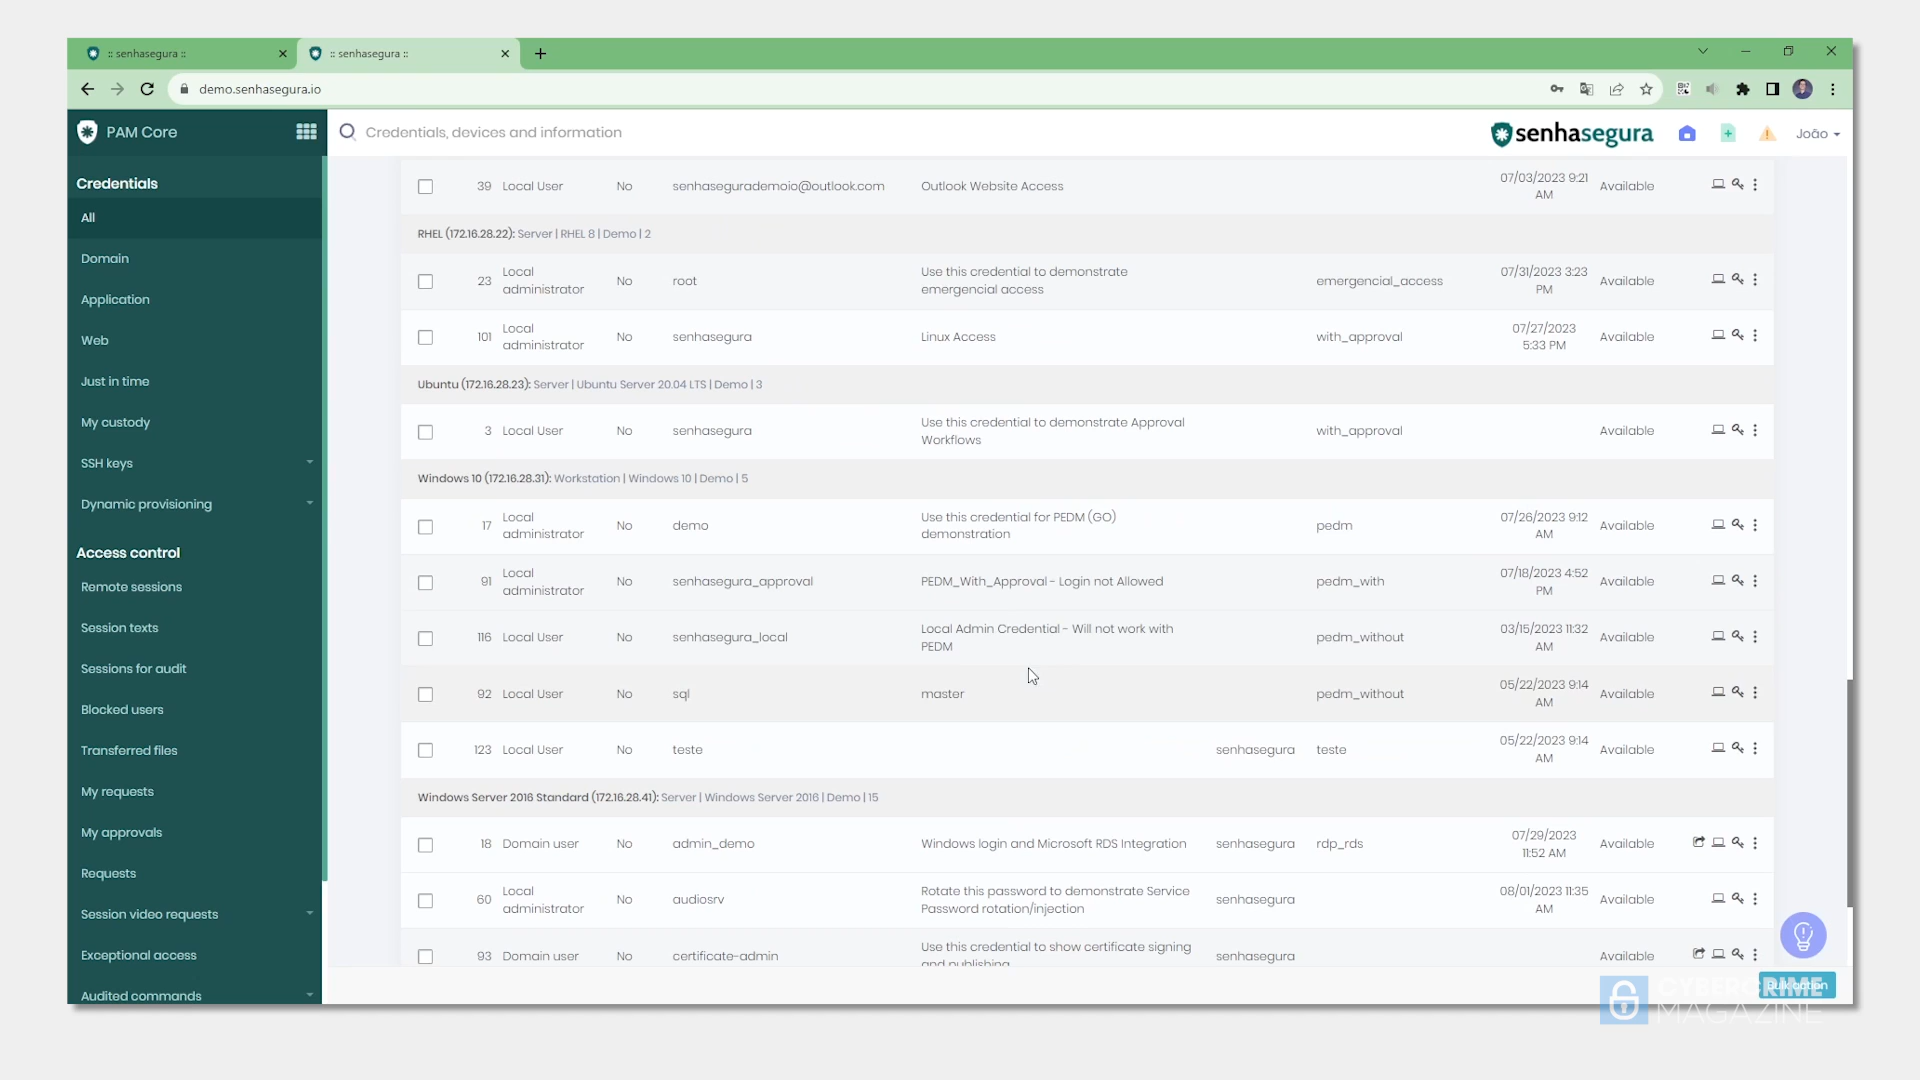 :: senhasegura ::
:: senhasegura ::
demo.senhasegura.io
PAM Core
Credentials, devices and information
senhasegura
João
Credentials
All
Domain
Application
Web
Just in time
My custody
SSH keys
Dynamic provisioning
Access control
Remote sessions
Session texts
Sessions for audit
Blocked users
Transferred files
My requests
My approvals
Requests
Session video requests
Exceptional access
Audited commands
39 Local User No senhasegurademoio@outlook.com Outlook Website Access 07/03/2023 9:21 AM Available
RHEL (172.16.28.22): Server | RHEL 8 | Demo | 2
23 Local administrator No root Use this credential to demonstrate emergencial access emergencial_access 07/31/2023 3:23 PM Available
101 Local administrator No senhasegura Linux Access with_approval 07/27/2023 5:33 PM Available
Ubuntu (172.16.28.23): Server | Ubuntu Server 20.04 LTS | Demo | 3
3 Local User No senhasegura Use this credential to demonstrate Approval Workflows with_approval Available
Windows 10 (172.16.28.31): Workstation | Windows 10 | Demo | 5
17 Local administrator No demo Use this credential for PEDM (GO) demonstration pedm 07/26/2023 9:12 AM Available
91 Local administrator No senhasegura_approval PEDM_With_Approval - Login not Allowed pedm_with 07/18/2023 4:52 PM Available
116 Local User No senhasegura_local Local Admin Credential - Will not work with PEDM pedm_without 03/15/2023 11:32 AM Available
92 Local User No sql master pedm_without 05/22/2023 9:14 AM Available
123 Local User No teste senhasegura teste 05/22/2023 9:14 AM Available
Windows Server 2016 Standard (172.16.28.41): Server | Windows Server 2016 | Demo | 15
18 Domain user No admin_demo Windows login and Microsoft RDS Integration senhasegura rdp_rds 07/29/2023 11:52 AM Available
60 Local administrator No audiosrv Rotate this password to demonstrate Service Password rotation/injection senhasegura 08/01/2023 11:35 AM Available
93 Domain user No certificate-admin Use this credential to show certificate signing and publishing senhasegura Available
Bulk option
CYBERCRIME
MAGAZINE